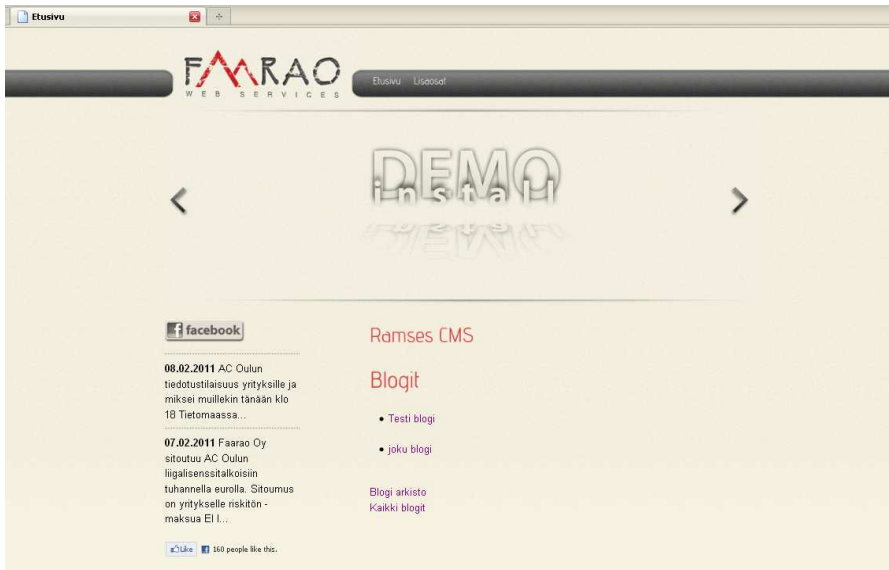 Etusivu
FAARAO
WEB SERVICES
Etusivu Lisäosat
DEMO
install
facebook
Ramses CMS
08.02.2011 AC Oulun
tiedotustilaisuus yrityksille ja
miksei muillekin tänään klo
18 Tietomaassa...
Blogit
• Testi blogi
07.02.2011 Faarao Oy
sitoutuu AC Oulun
liigalisenssitalkoisiin
tuhannella eurolla. Sitoumus
on yritykselle riskitön -
maksua EI l...
• joku blogi
Blogi arkisto
Kaikki blogit
Like 160 people like this.